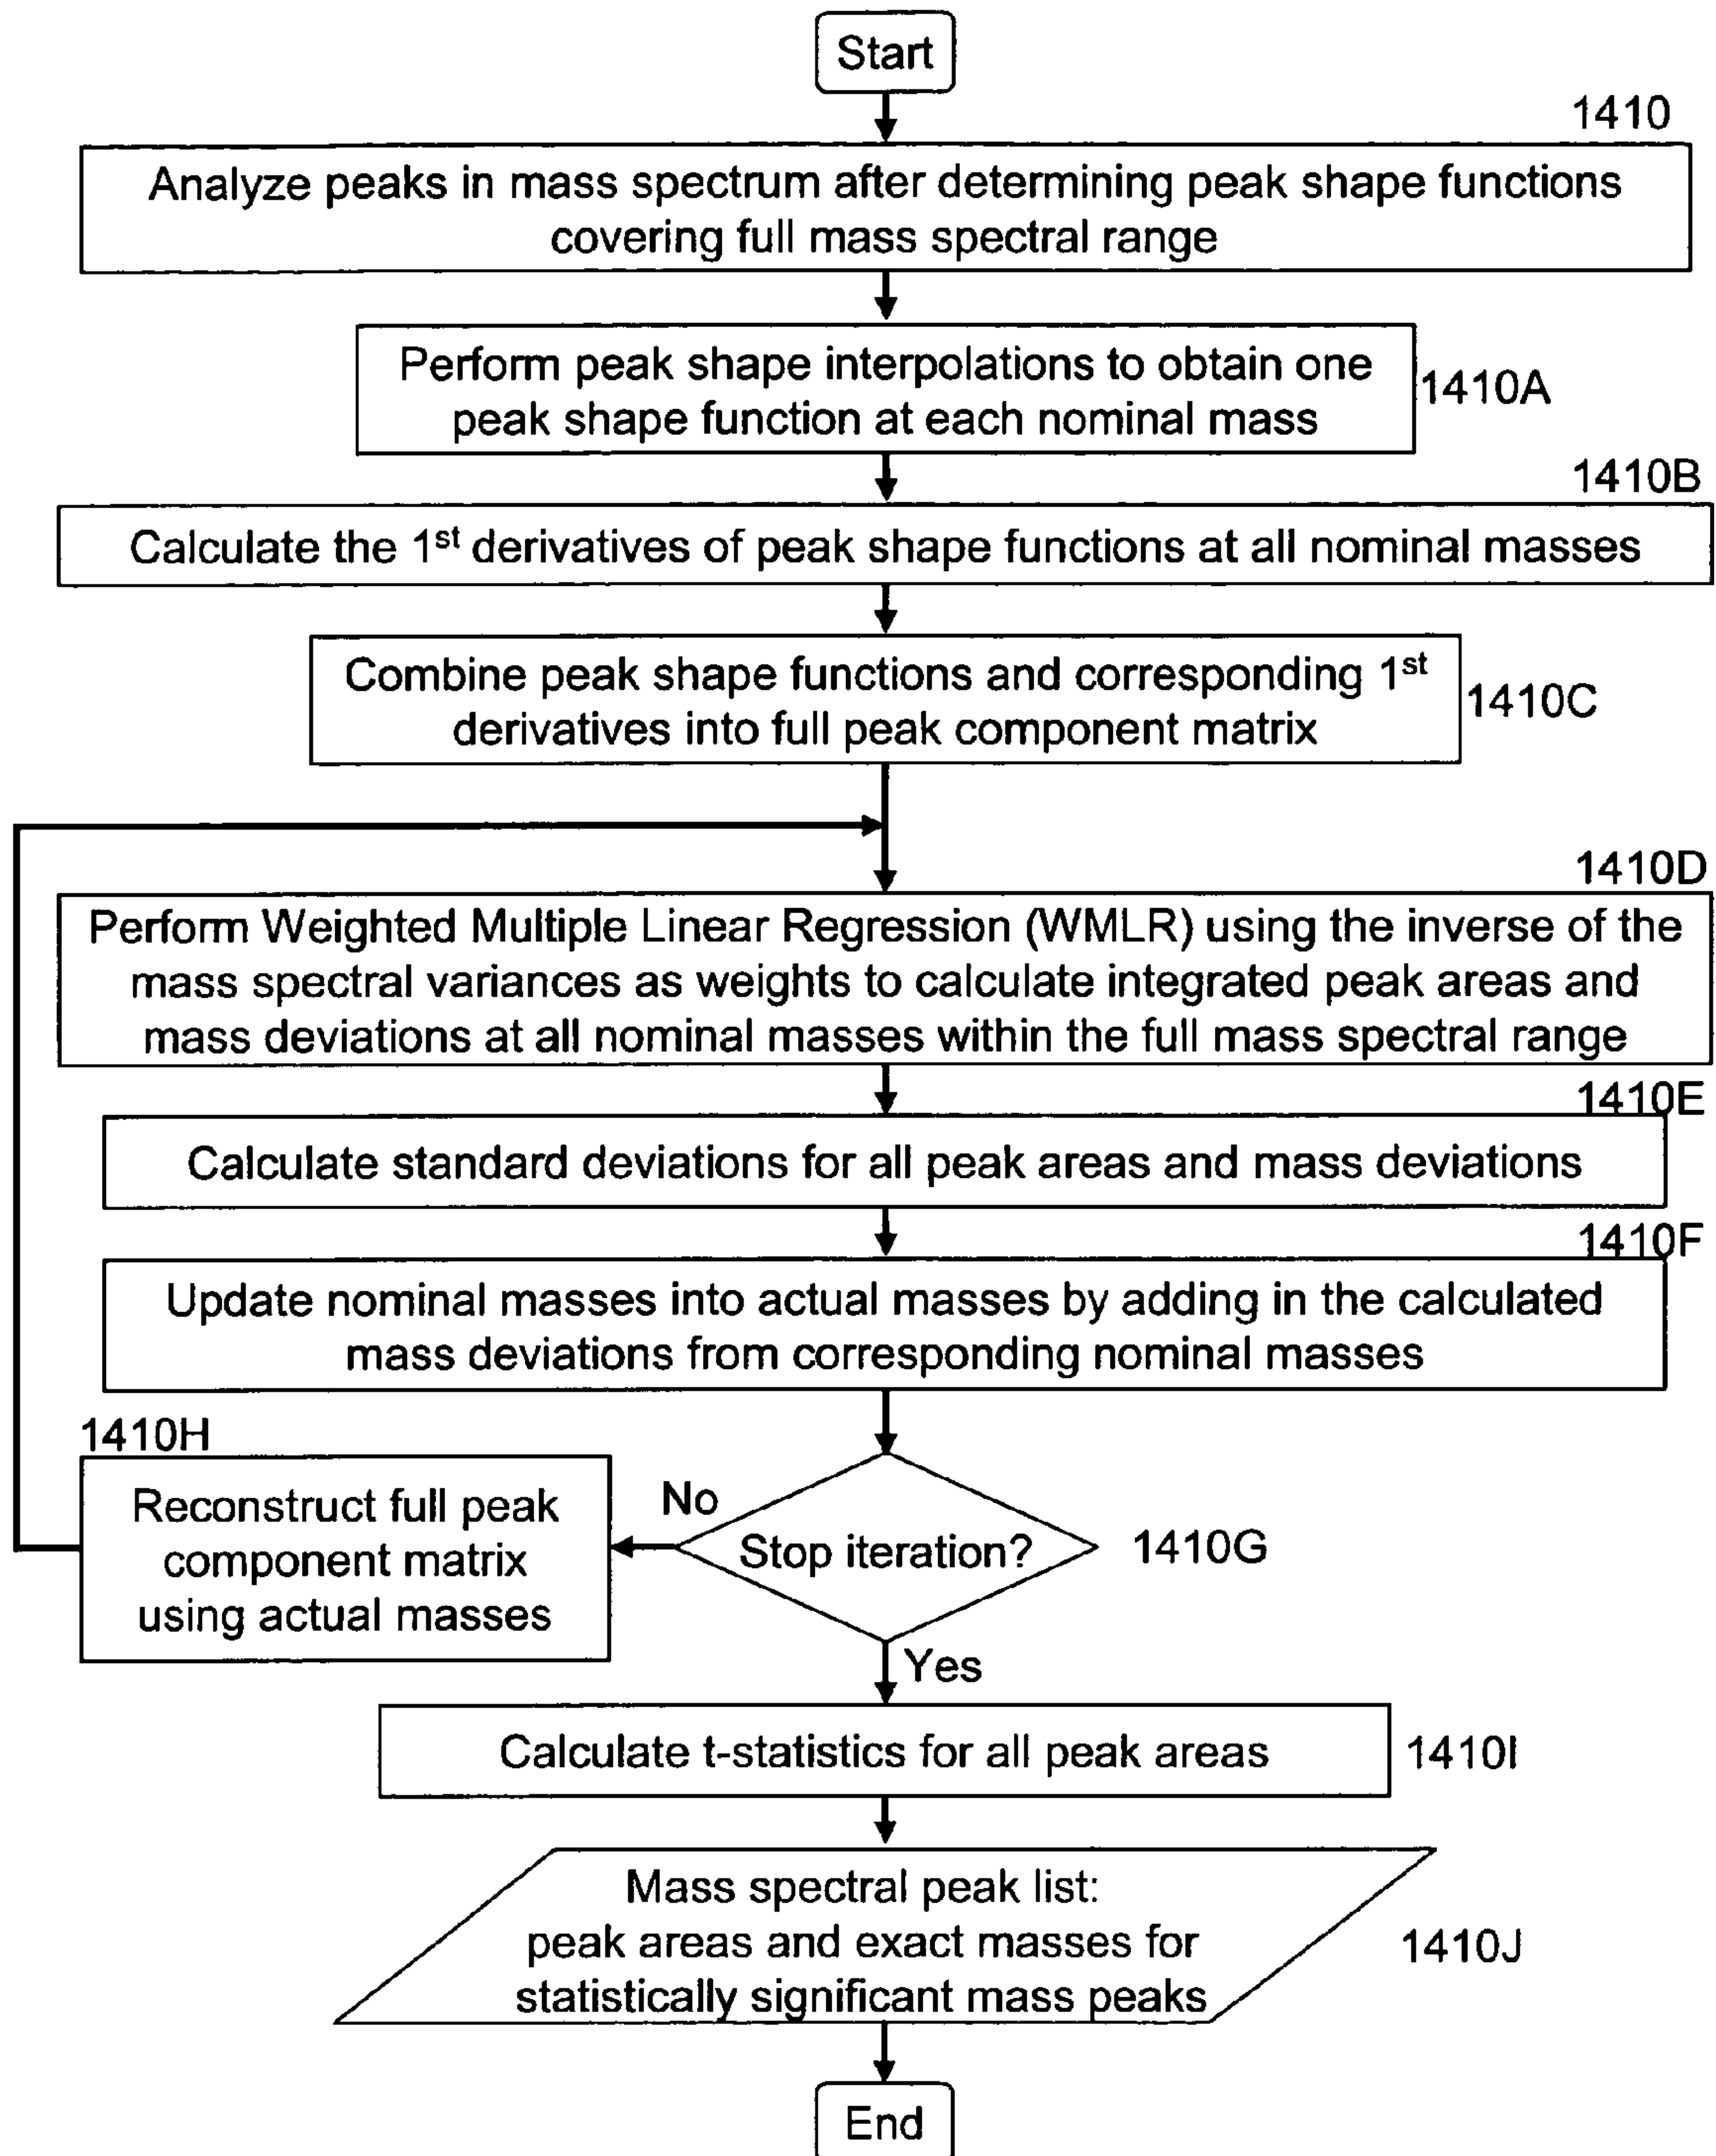 Start
1410
Analyze peaks in mass spectrum after determining peak shape functions
covering full mass spectral range
Perform peak shape interpolations to obtain one
peak shape function at each nominal mass
1410A
1410B
Calculate the 1st derivatives of peak shape functions at all nominal masses
Combine peak shape functions and corresponding 1st
derivatives into full peak component matrix
1410C
1410D
Perform Weighted Multiple Linear Regression (WMLR) using the inverse of the
mass spectral variances as weights to calculate integrated peak areas and
mass deviations at all nominal masses within the full mass spectral range
1410E
Calculate standard deviations for all peak areas and mass deviations
1410F
Update nominal masses into actual masses by adding in the calculated
mass deviations from corresponding nominal masses
1410H
Reconstruct full peak
component matrix
using actual masses
No
Stop iteration?
1410G
Yes
Calculate t-statistics for all peak areas
1410I
Mass spectral peak list:
peak areas and exact masses for
statistically significant mass peaks
1410J
End